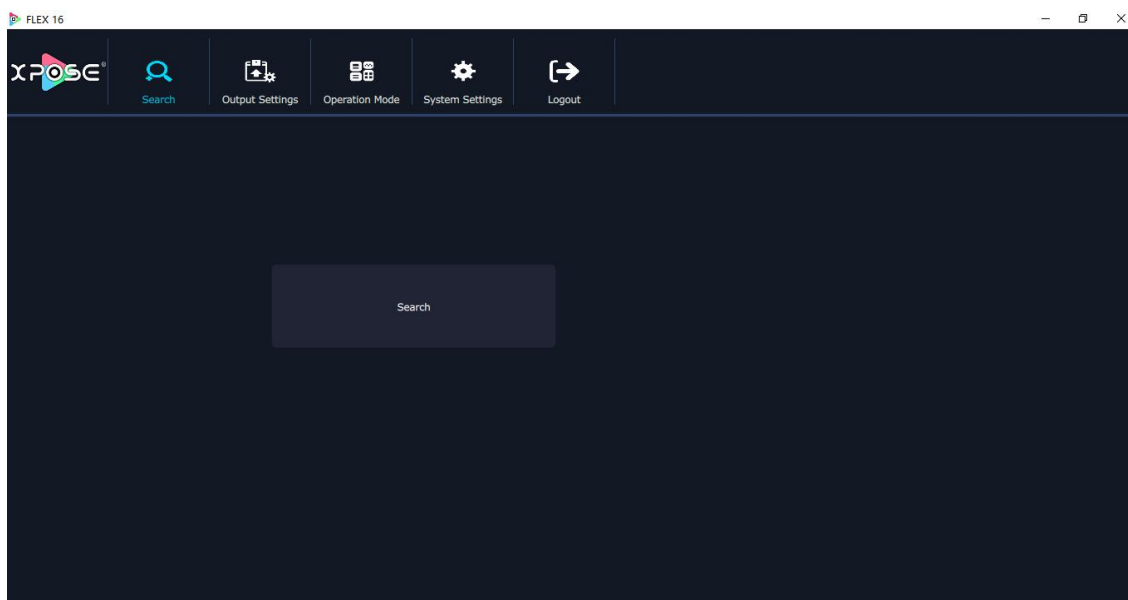 FLEX 16
XPOSE®
Search
Output Settings
Operation Mode
System Settings
Logout
Search